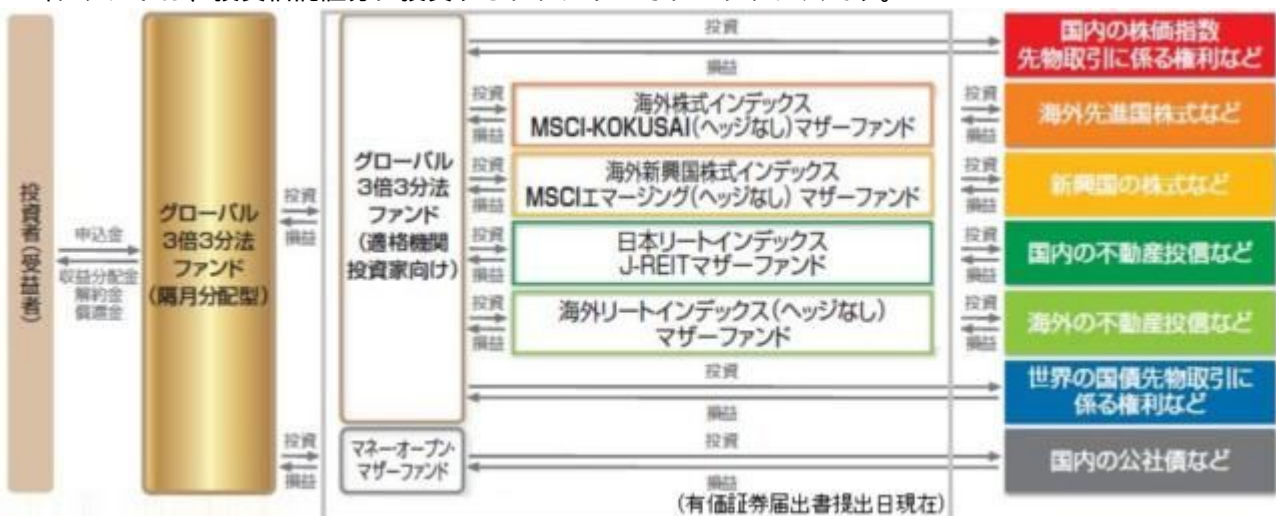 投資者(受益者)
申込金
収益分配金
解約金
償還金
グローバル
3倍3分法
ファンド
(隔月分配型)
投資
損益
投資
損益
グローバル
3倍3分法
ファンド
(適格機関
投資家向け)
マネー・オープン・
マザーファンド
投資
損益
国内の株価指数
先物取引に係る権利など
投資
損益
海外株式インデックス
MSCI-KOKUSAI(ヘッジなし)マザーファンド
投資
損益
海外先進国株式など
投資
損益
海外新興国株式インデックス
MSCIエマージング(ヘッジなし) マザーファンド
投資
損益
新興国の株式など
投資
損益
日本リートインデックス
J-REITマザーファンド
投資
損益
国内の不動産投信など
投資
損益
海外リートインデックス(ヘッジなし)
マザーファンド
投資
損益
海外の不動産投信など
投資
損益
世界の国債先物取引に
係る権利など
投資
損益
国内の公社債など
(有価証券届出書提出日現在)